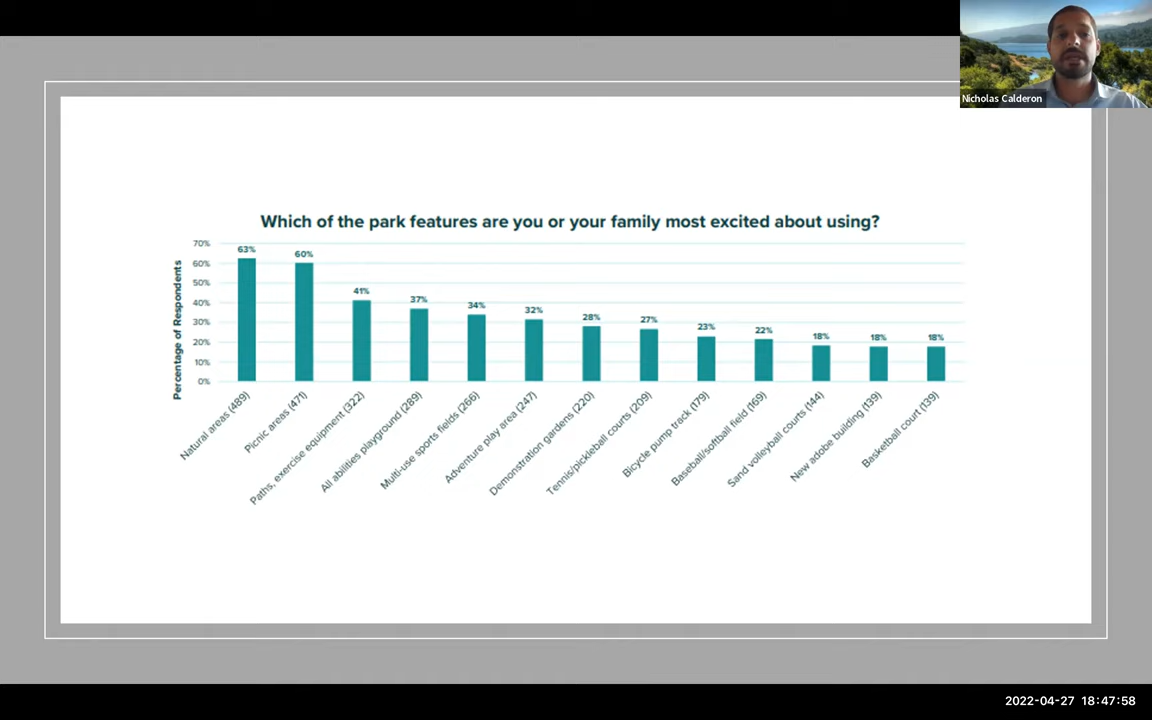 Nicholas Calderon
Which of the park features are you or your family most excited about using?
Percentage of Respondents
70%
60%
50%
40%
30%
20%
10%
0%
63%
60%
41%
37%
34%
32%
28%
27%
23%
22%
18%
18%
18%
Natural areas (489)
Picnic areas (471)
Paths, exercise equipment (322)
All abilities playground (289)
Multi-use sports fields (266)
Adventure play area (247)
Demonstration gardens (220)
Tennis/pickleball courts (209)
Bicycle pump track (179)
Baseball/softball field (169)
Sand volleyball courts (144)
New adobe building (139)
Basketball court (139)
2022-04-27 18:47:58